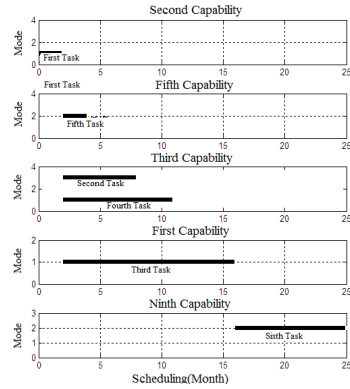 Second Capability
4
2
0
Mode
First Task
0 5 10 15 20 25
First Task
Fifth Capability
4
2
0
Mode
Fifth Task
0 5 10 15 20 25
Third Capability
4
2
0
Mode
Second Task
Fourth Task
0 5 10 15 20 25
First Capability
2
1
0
Mode
Third Task
0 5 10 15 20 25
Ninth Capability
3
2
1
0
Mode
Sixth Task
0 5 10 15 20 25
Scheduling(Month)